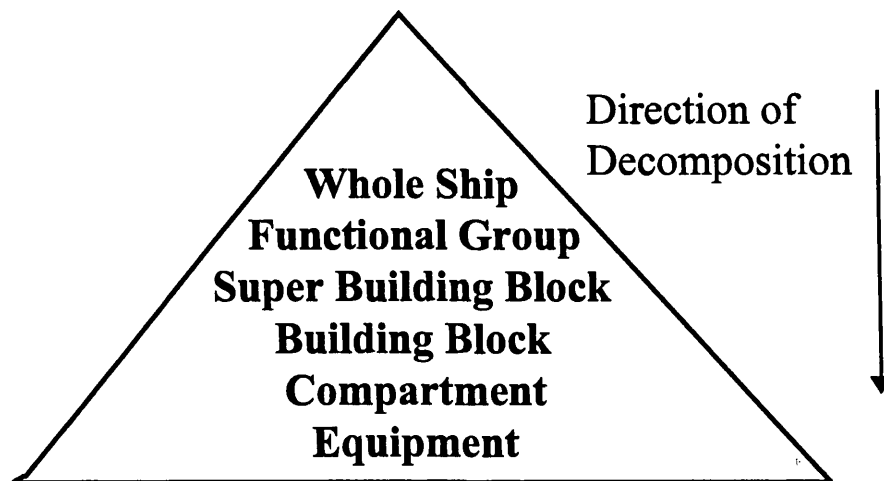 Direction of
Decomposition
Whole Ship
Functional Group
Super Building Block
Building Block
Compartment
Equipment